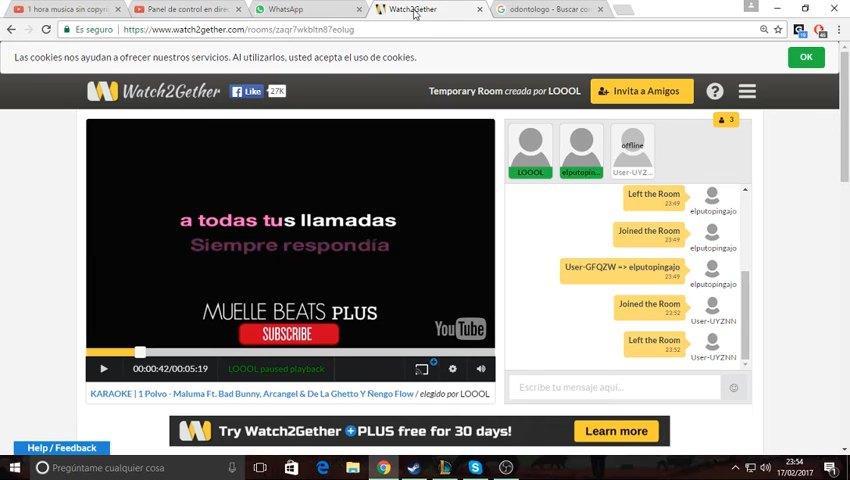 1 hora musica sin copyru
Panel de control en direc
WhatsApp
Watch2Gether
odontologo - Buscar con
Es seguro
https://www.watch2gether.com/rooms/zaqr7wkbltn87eolug
Las cookies nos ayudan a ofrecer nuestros servicios. Al utilizarlos, usted acepta el uso de cookies.
OK
Watch2Gether
Like
27K
Temporary Room creada por LOOOL
Invita a Amigos
?
3
offline
LOOOL
elputopin...
User-UYZ...
a todas tus llamadas
Siempre respondía
MUELLE BEATS PLUS
SUBSCRIBE
YouTube
Left the Room
23:49
elputopingajo
Joined the Room
23:49
elputopingajo
User-GFQZW => elputopingajo
23:49
elputopingajo
Joined the Room
23:52
User-UYZNN
Left the Room
23:52
User-UYZNN
00:00:42/00:05:19
LOOOL paused playback
KARAOKE | 1 Polvo - Maluma Ft. Bad Bunny, Arcangel & De La Ghetto Y Ñengo Flow / elegido por LOOOL
Escribe tu mensaje aquí...
Try Watch2Gether +PLUS free for 30 days!
Learn more
Help / Feedback
Pregúntame cualquier cosa
23:54
17/02/2017